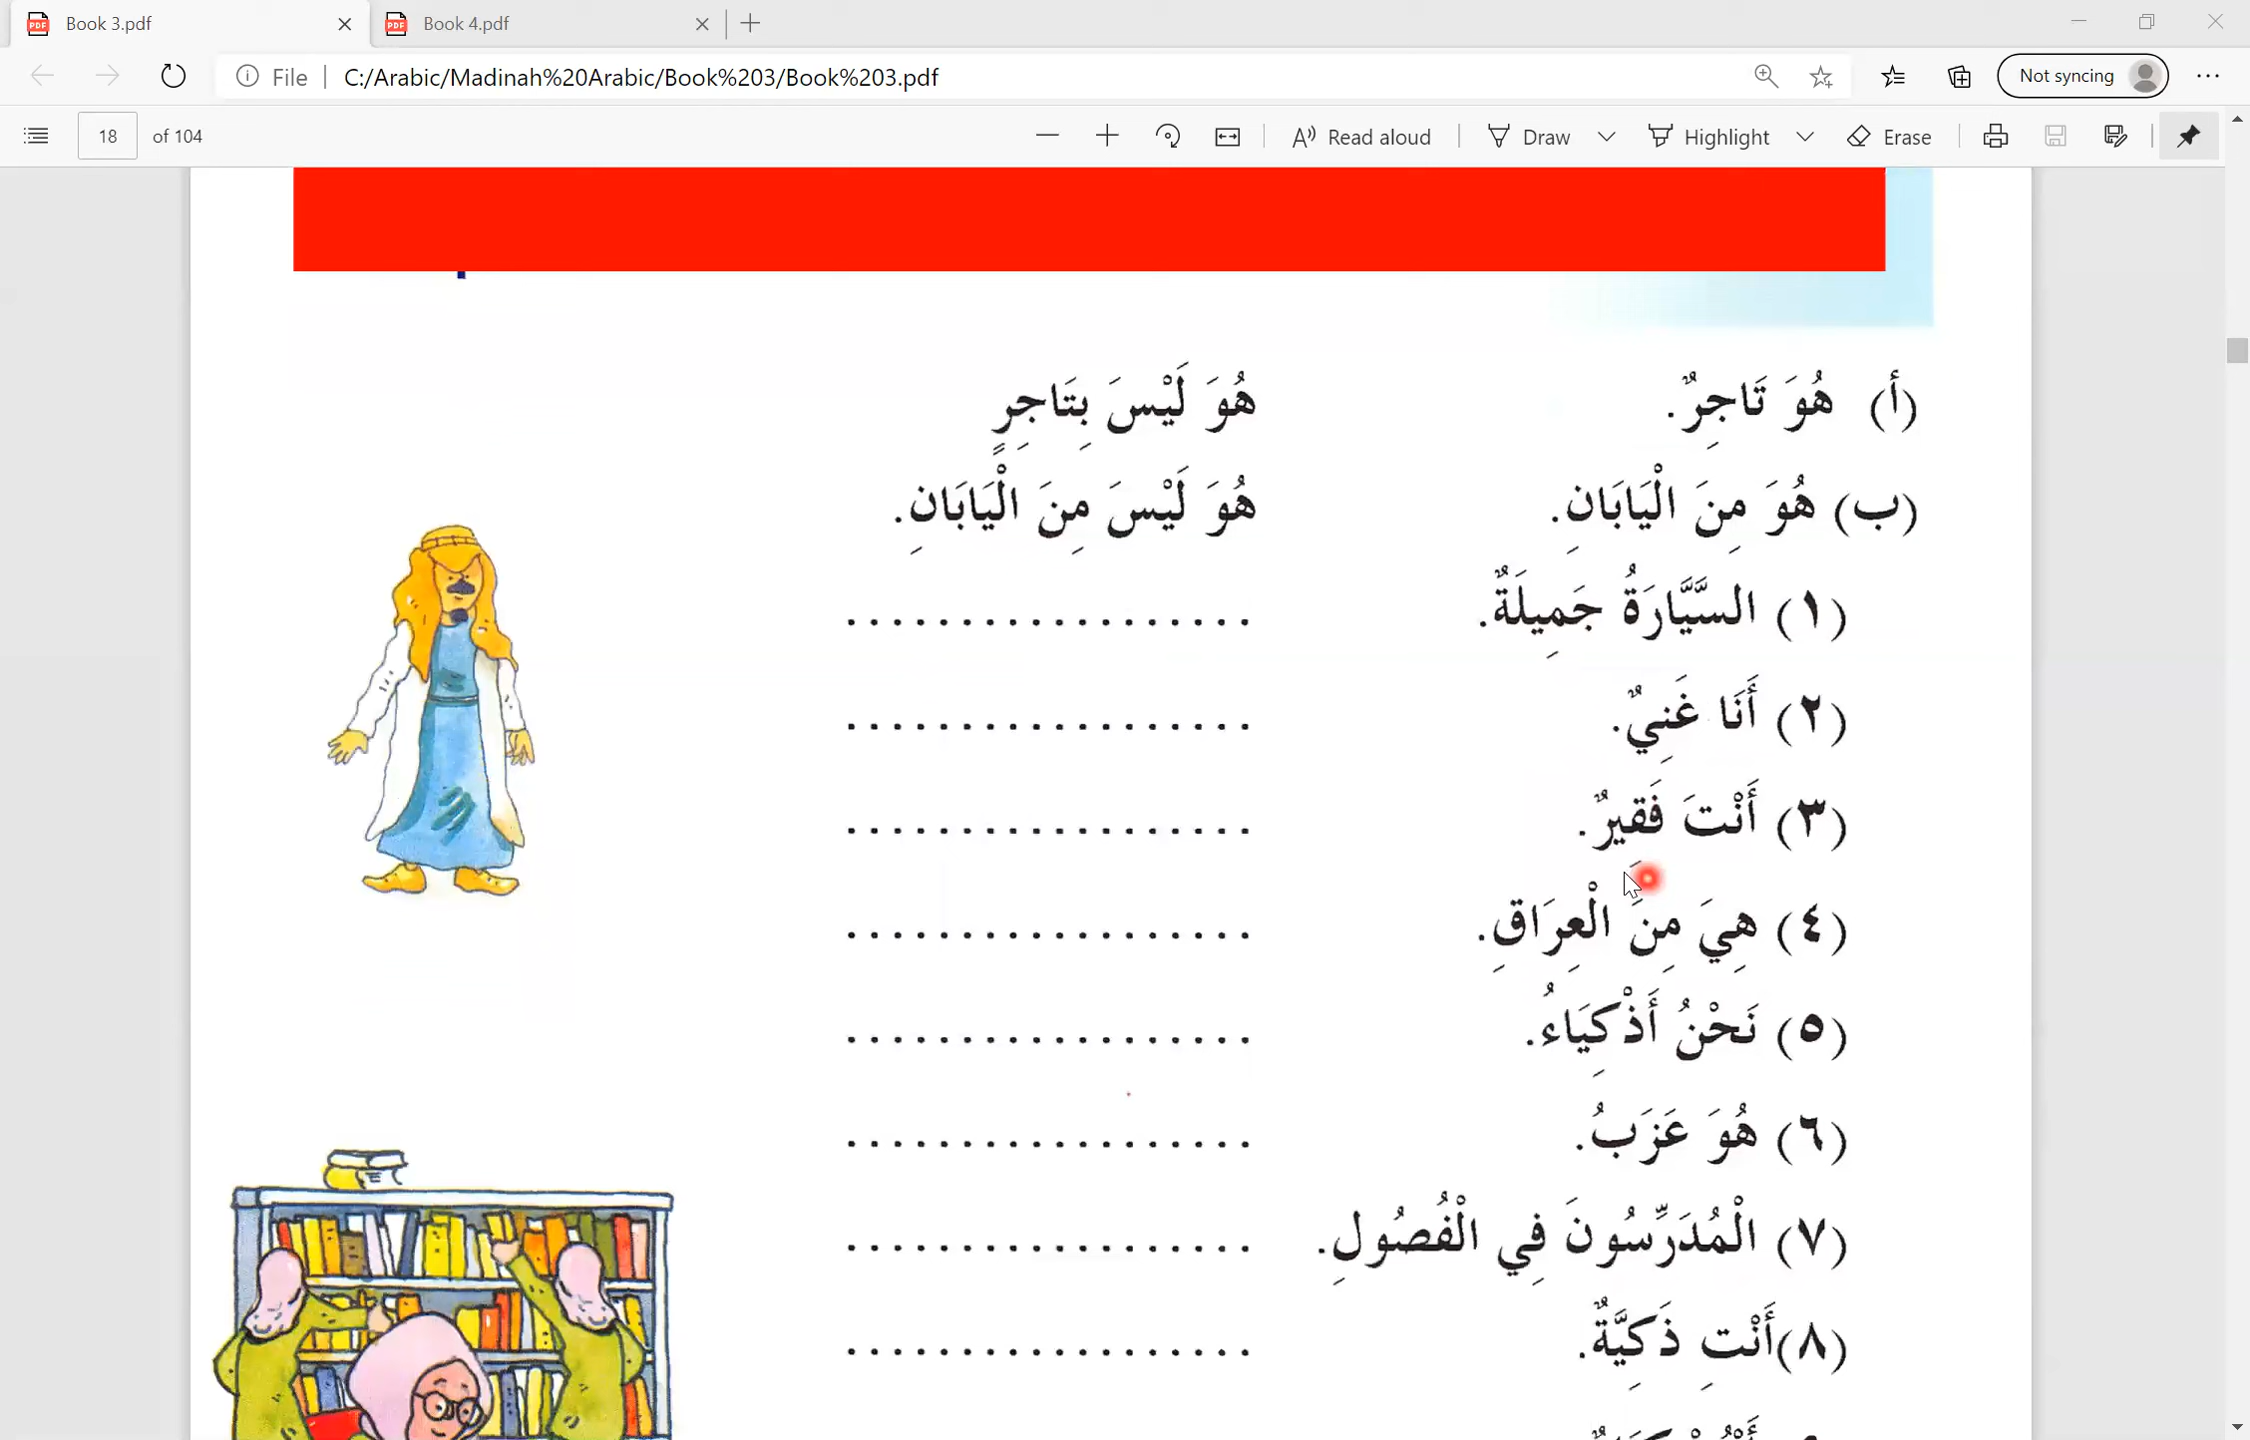 Book 3.pdf
Book 4.pdf
File C:/Arabic/Madinah%20Arabic/Book%203/Book%203.pdf
Not syncing
18 of 104
Read aloud
Draw
Highlight
Erase
(أ) هُوَ تَاجِرٌ. هُوَ لَيْسَ بِتَاجِرٍ
(ب) هُوَ مِنَ الْيَابَانِ. هُوَ لَيْسَ مِنَ الْيَابَانِ.
(١) السَّيَّارَةُ جَمِيلَةٌ. ..................
(٢) أَنَا غَنِيٌّ. ..................
(٣) أَنْتَ فَقِيرٌ. ..................
(٤) هِيَ مِنَ الْعِرَاقِ. ..................
(٥) نَحْنُ أَذْكِيَاءُ. ..................
(٦) هُوَ عَزَبُ. ..................
(٧) الْمُدَرِّسُونَ فِي الْفُصُولِ. ..................
(٨) أَنْتِ ذَكِيَّةٌ. ..................